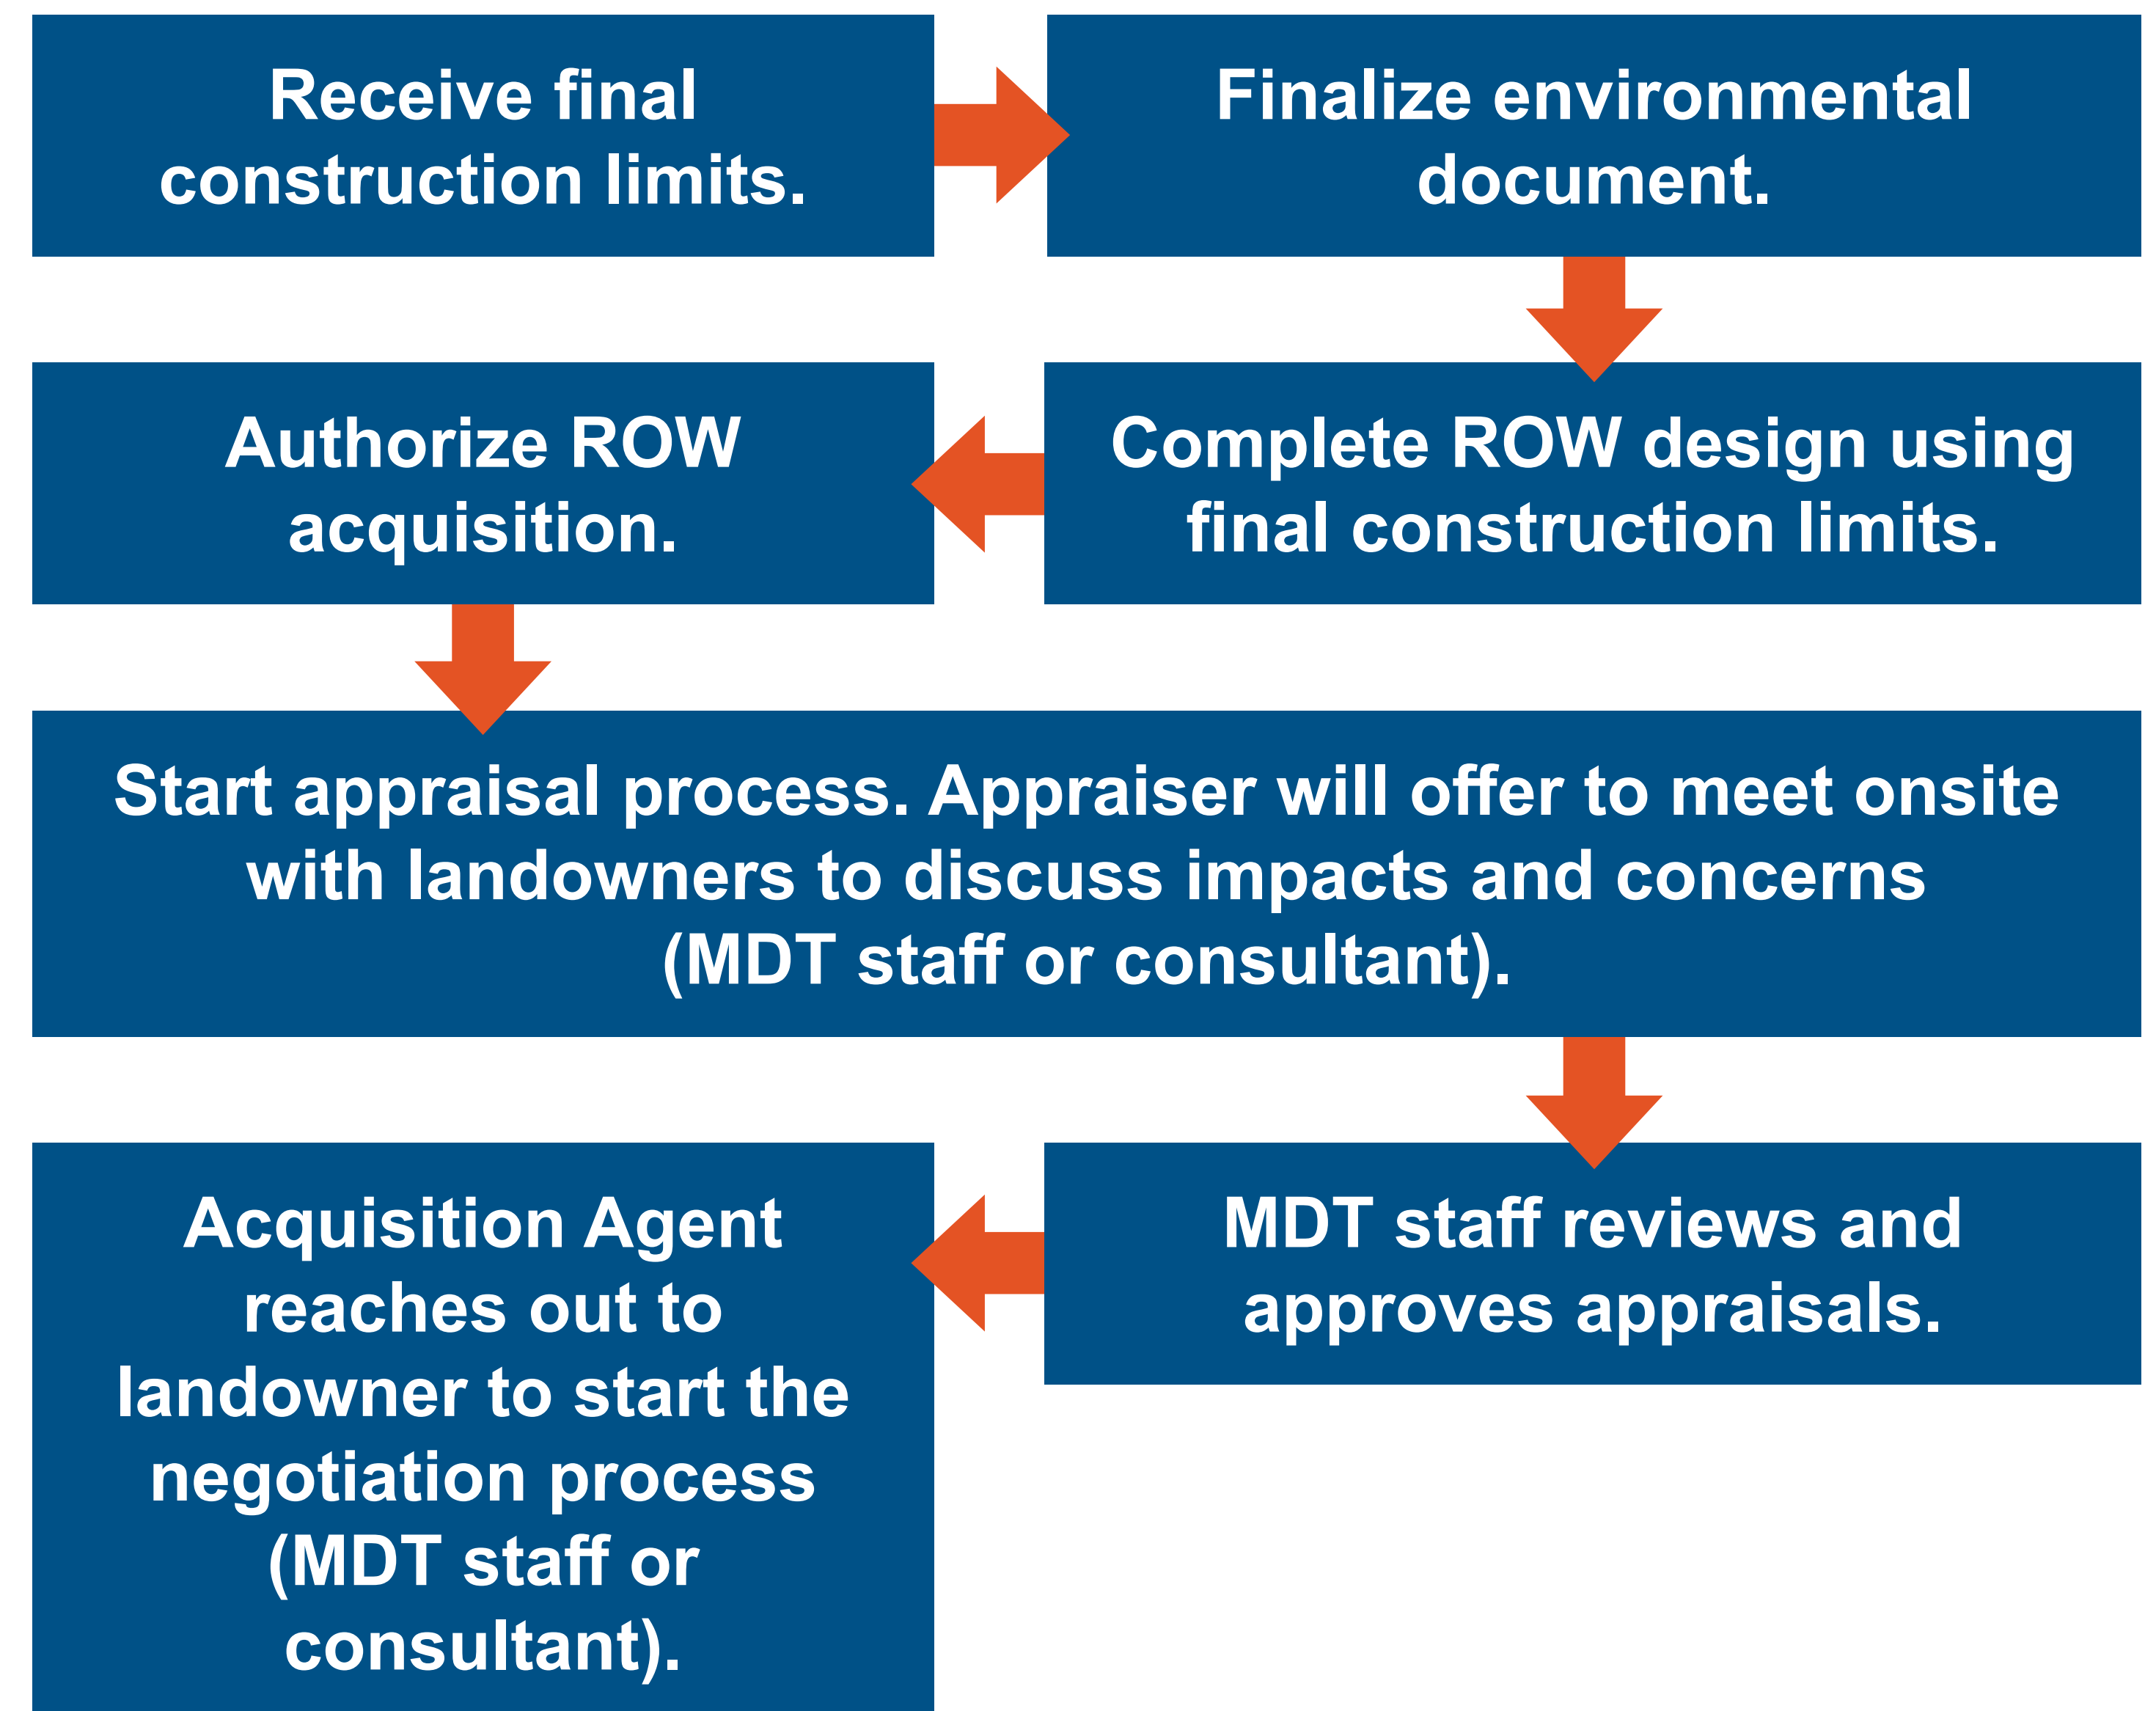 Receive final
construction limits.
Finalize environmental
document.
Complete ROW design using
final construction limits.
Authorize ROW
acquisition.
Start appraisal process. Appraiser will offer to meet onsite
with landowners to discuss impacts and concerns
(MDT staff or consultant).
MDT staff reviews and
approves appraisals.
Acquisition Agent
reaches out to
landowner to start the
negotiation process
(MDT staff or
consultant).